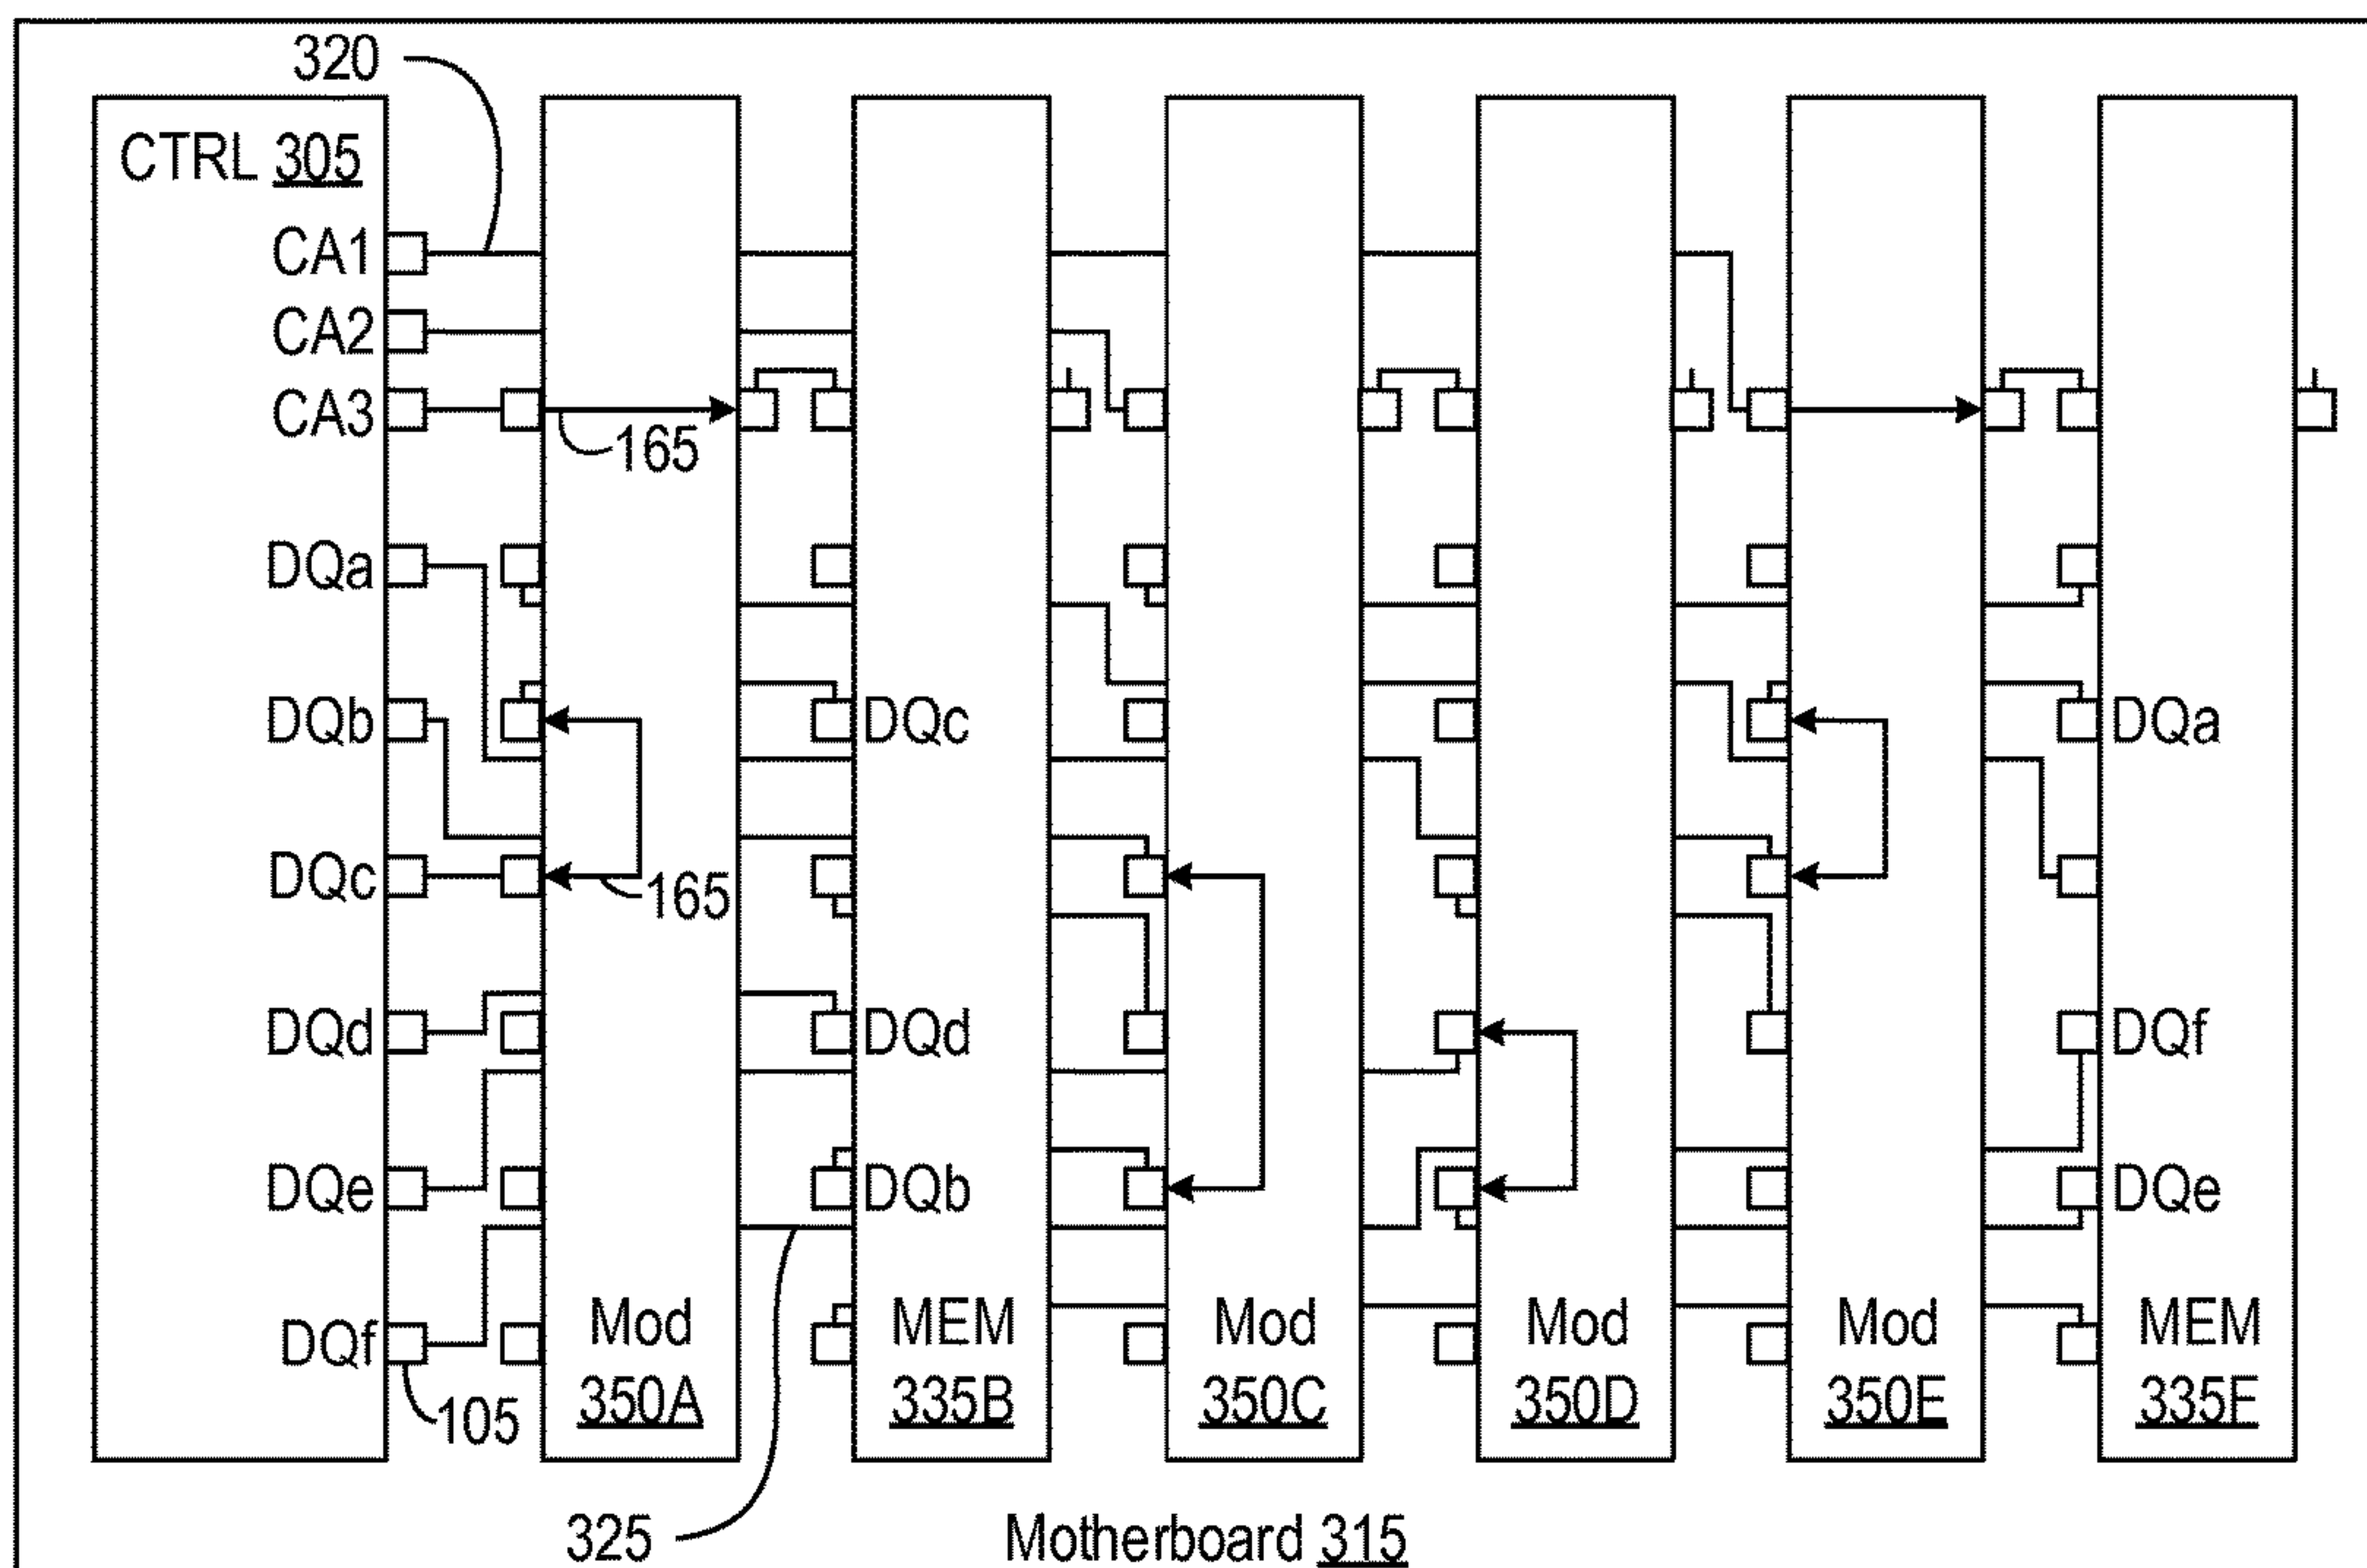 320
CTRL 305
CA1
CA2
CA3
165
DQa
DQb
DQc
DQa
DQc
165
DQd
DQd
DQf
DQe
DQb
DQe
DQf
105
Mod
350A
MEM
335B
Mod
350C
Mod
350D
Mod
350E
MEM
335F
325
Motherboard 315